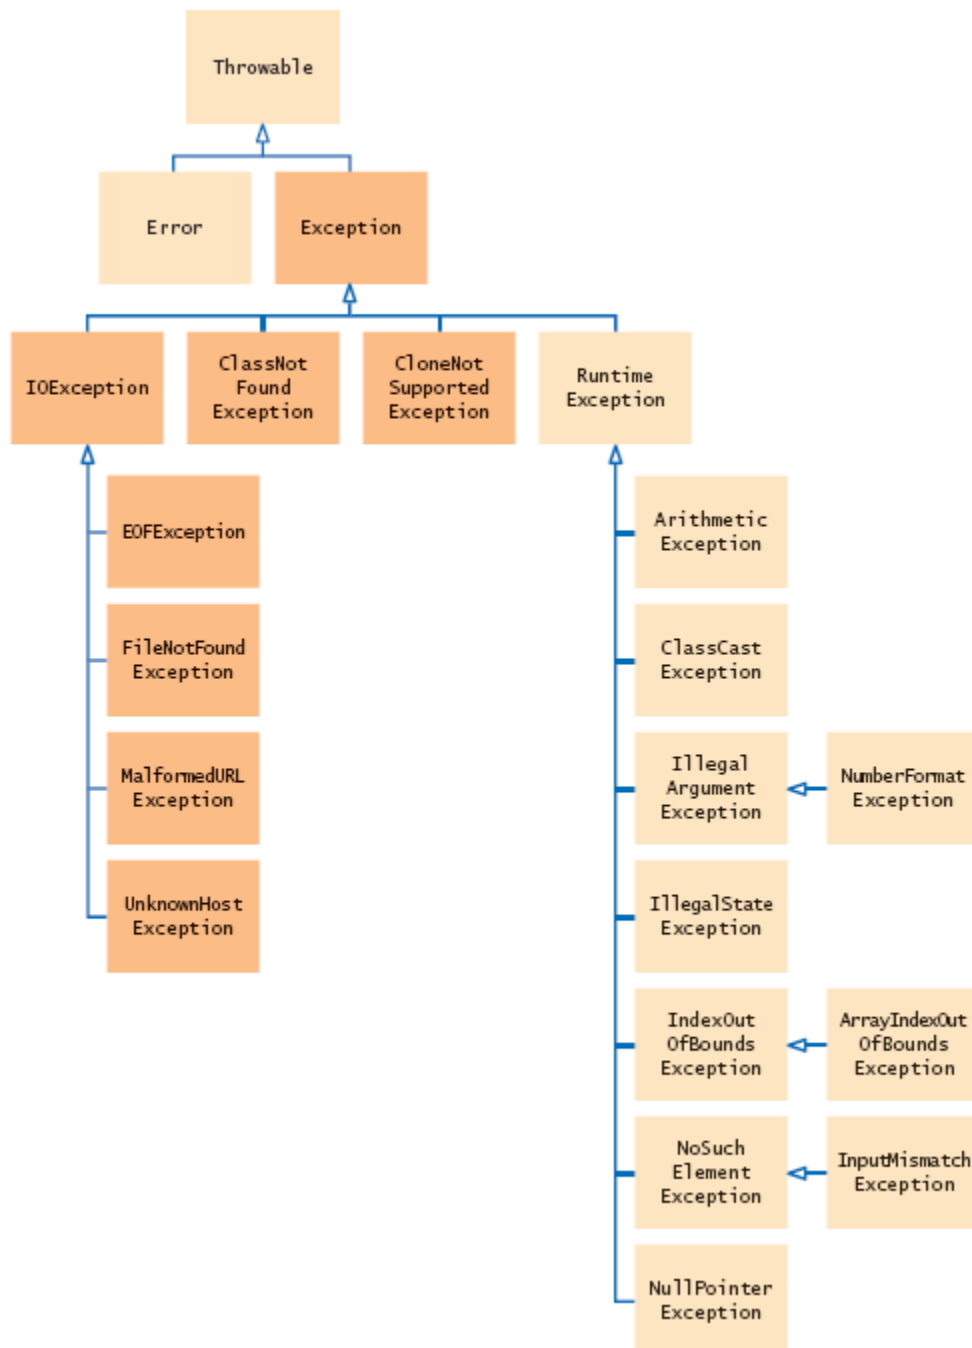 Throwable
Error
Exception
IOException
ClassNot
Found
Exception
CloneNot
Supported
Exception
Runtime
Exception
EOFException
FileNotFound
Exception
MalformedURL
Exception
UnknownHost
Exception
Arithmetic
Exception
ClassCast
Exception
Illegal
Argument
Exception
NumberFormat
Exception
IllegalState
Exception
IndexOut
OfBounds
Exception
ArrayIndexOut
OfBounds
Exception
NoSuch
Element
Exception
InputMismatch
Exception
NullPointer
Exception